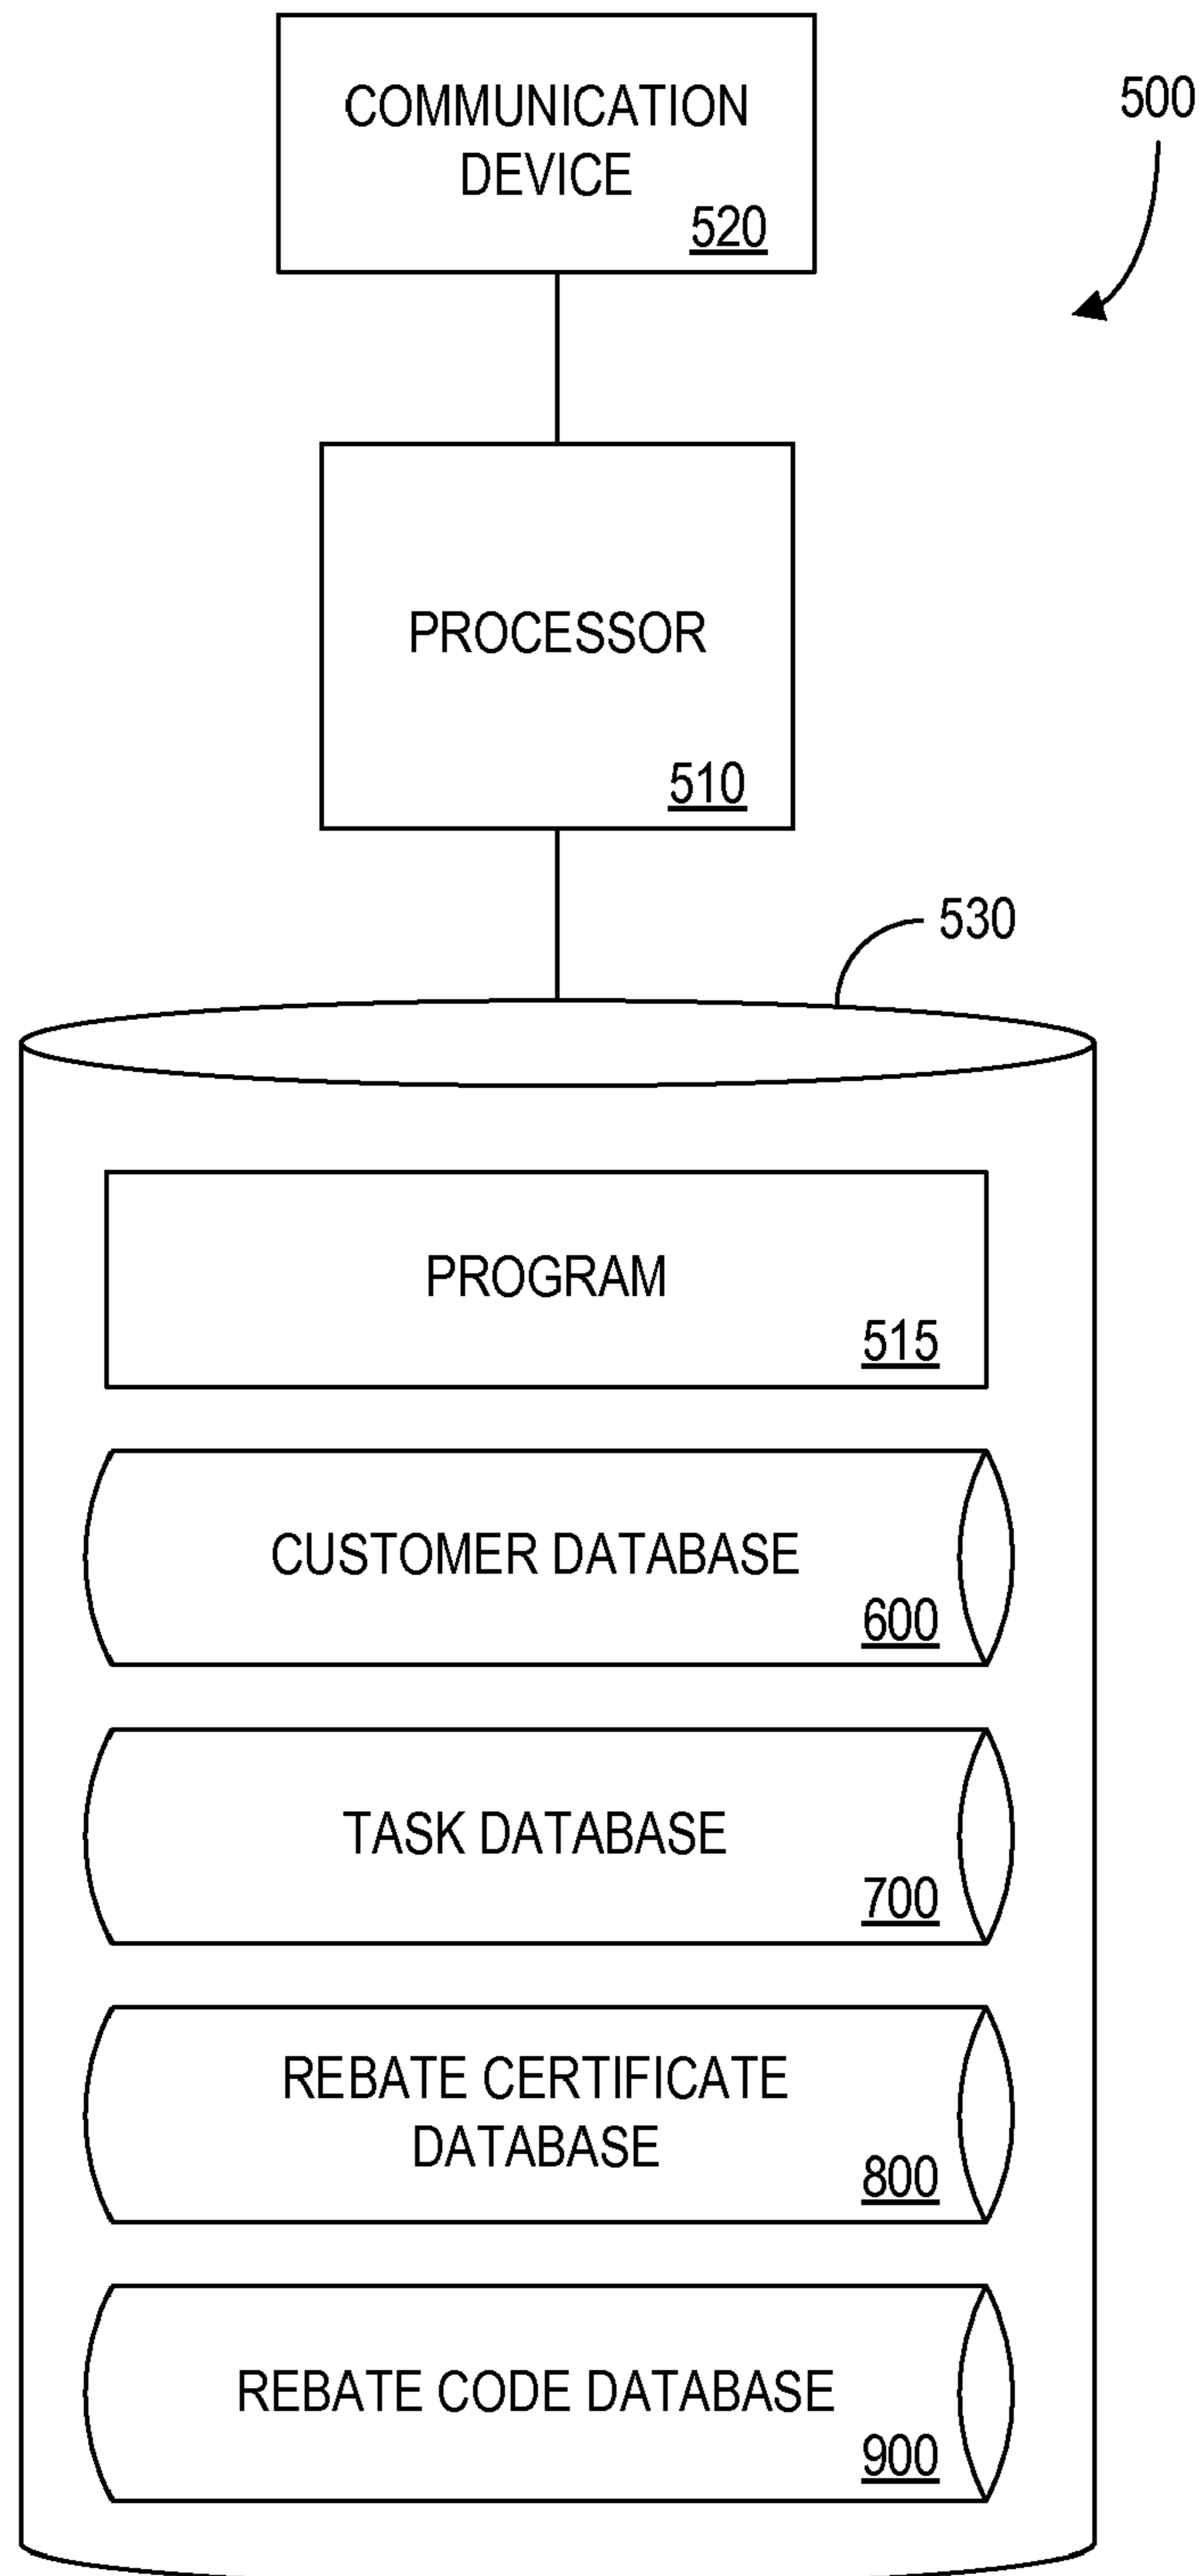 COMMUNICATION
DEVICE
520
500
PROCESSOR
510
530
PROGRAM
515
CUSTOMER DATABASE
600
TASK DATABASE
700
REBATE CERTIFICATE
DATABASE
800
REBATE CODE DATABASE
900